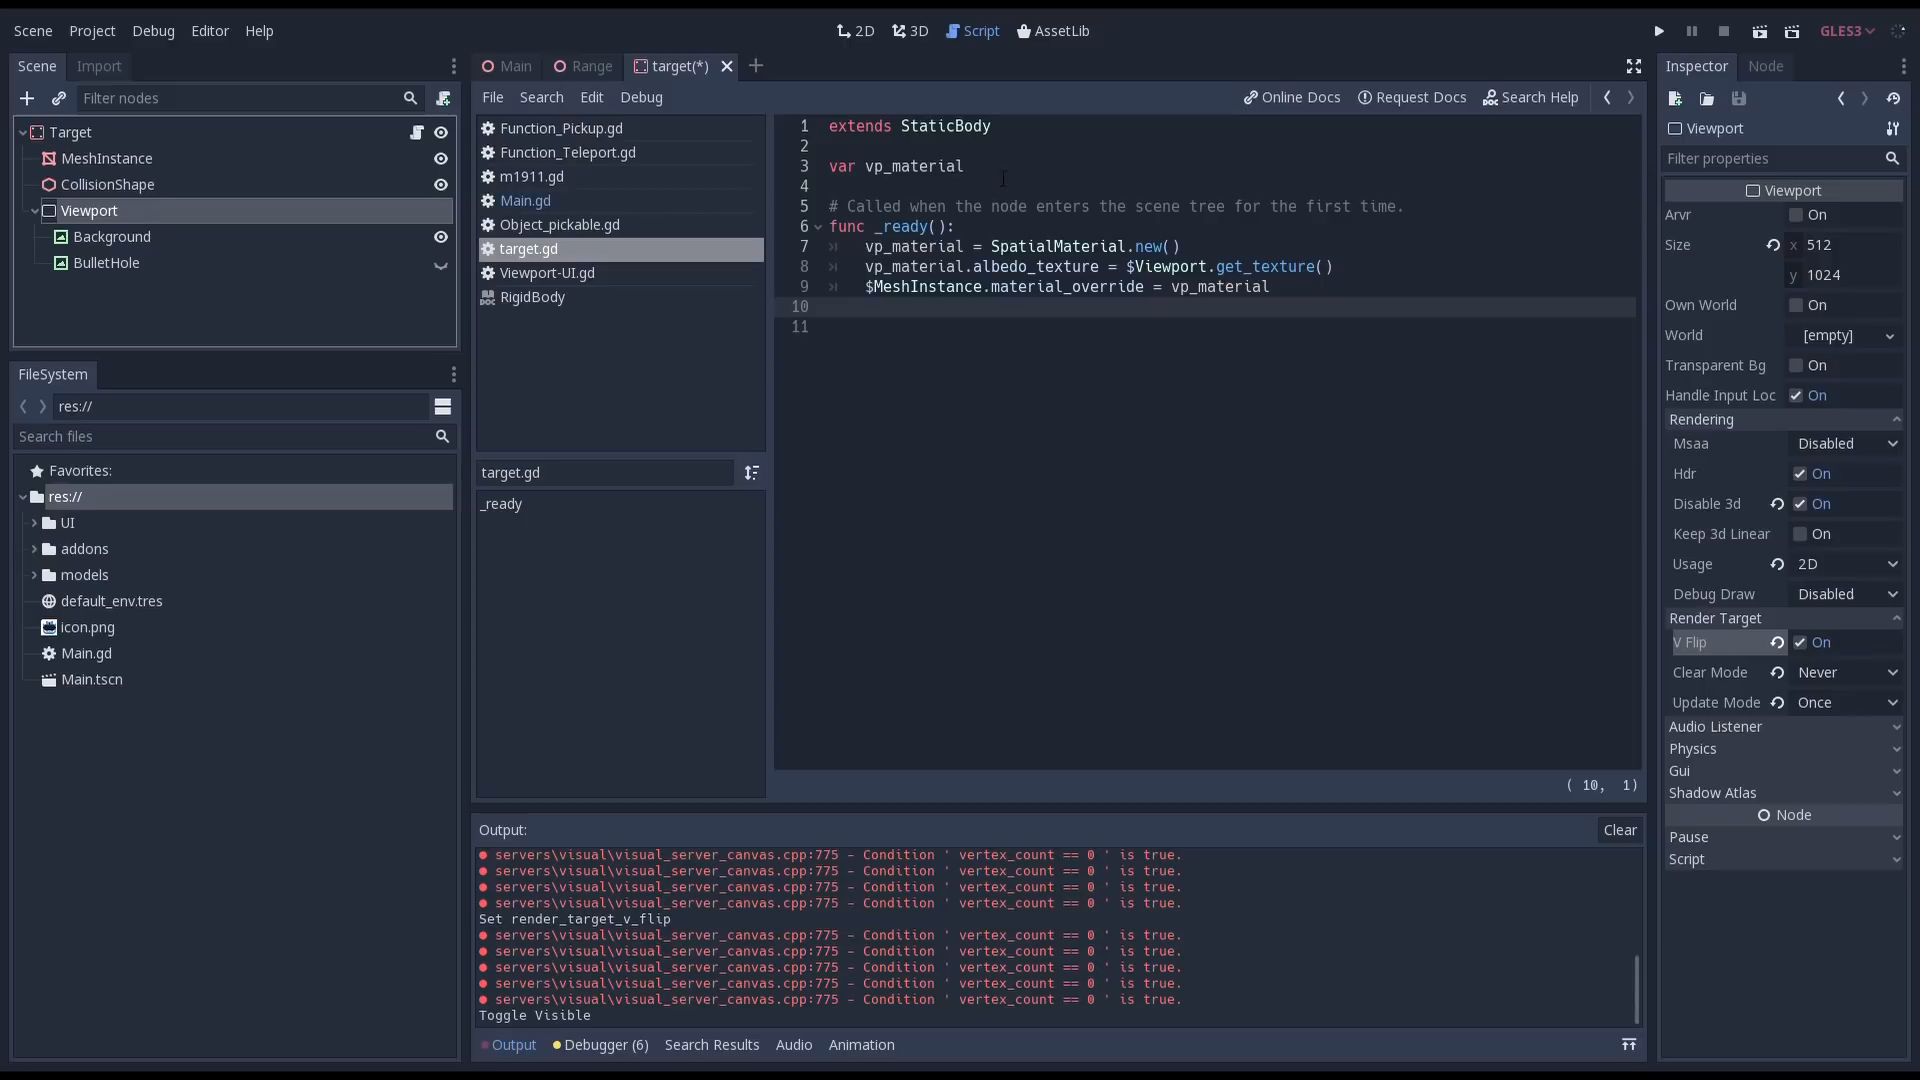 Scene Project Debug Editor Help
2D 3D Script AssetLib
GLES3
Scene Import
Filter nodes
Target
MeshInstance
CollisionShape
Viewport
Background
BulletHole
FileSystem
res://
Search files
Favorites:
res://
UI
addons
models
default_env.tres
icon.png
Main.gd
Main.tscn
Main Range target(*)
File Search Edit Debug
Online Docs Request Docs Search Help
Function_Pickup.gd
Function_Teleport.gd
m1911.gd
Main.gd
Object_pickable.gd
target.gd
Viewport-UI.gd
RigidBody
target.gd
_ready
1 extends StaticBody
2
3 var vp_material
4
5 # Called when the node enters the scene tree for the first time.
6 func _ready():
7 vp_material = SpatialMaterial.new()
8 vp_material.albedo_texture = $Viewport.get_texture()
9 $MeshInstance.material_override = vp_material
10
11
( 10, 1)
Output:
Clear
servers\visual\visual_server_canvas.cpp:775 - Condition ' vertex_count == 0 ' is true.
servers\visual\visual_server_canvas.cpp:775 - Condition ' vertex_count == 0 ' is true.
servers\visual\visual_server_canvas.cpp:775 - Condition ' vertex_count == 0 ' is true.
servers\visual\visual_server_canvas.cpp:775 - Condition ' vertex_count == 0 ' is true.
Set render_target_v_flip
servers\visual\visual_server_canvas.cpp:775 - Condition ' vertex_count == 0 ' is true.
servers\visual\visual_server_canvas.cpp:775 - Condition ' vertex_count == 0 ' is true.
servers\visual\visual_server_canvas.cpp:775 - Condition ' vertex_count == 0 ' is true.
servers\visual\visual_server_canvas.cpp:775 - Condition ' vertex_count == 0 ' is true.
servers\visual\visual_server_canvas.cpp:775 - Condition ' vertex_count == 0 ' is true.
Toggle Visible
Output Debugger (6) Search Results Audio Animation
Inspector Node
Viewport
Filter properties
Viewport
Arvr On
Size x 512
y 1024
Own World On
World [empty]
Transparent Bg On
Handle Input Loc On
Rendering
Msaa Disabled
Hdr On
Disable 3d On
Keep 3d Linear On
Usage 2D
Debug Draw Disabled
Render Target
V Flip On
Clear Mode Never
Update Mode Once
Audio Listener
Physics
Gui
Shadow Atlas
Node
Pause
Script